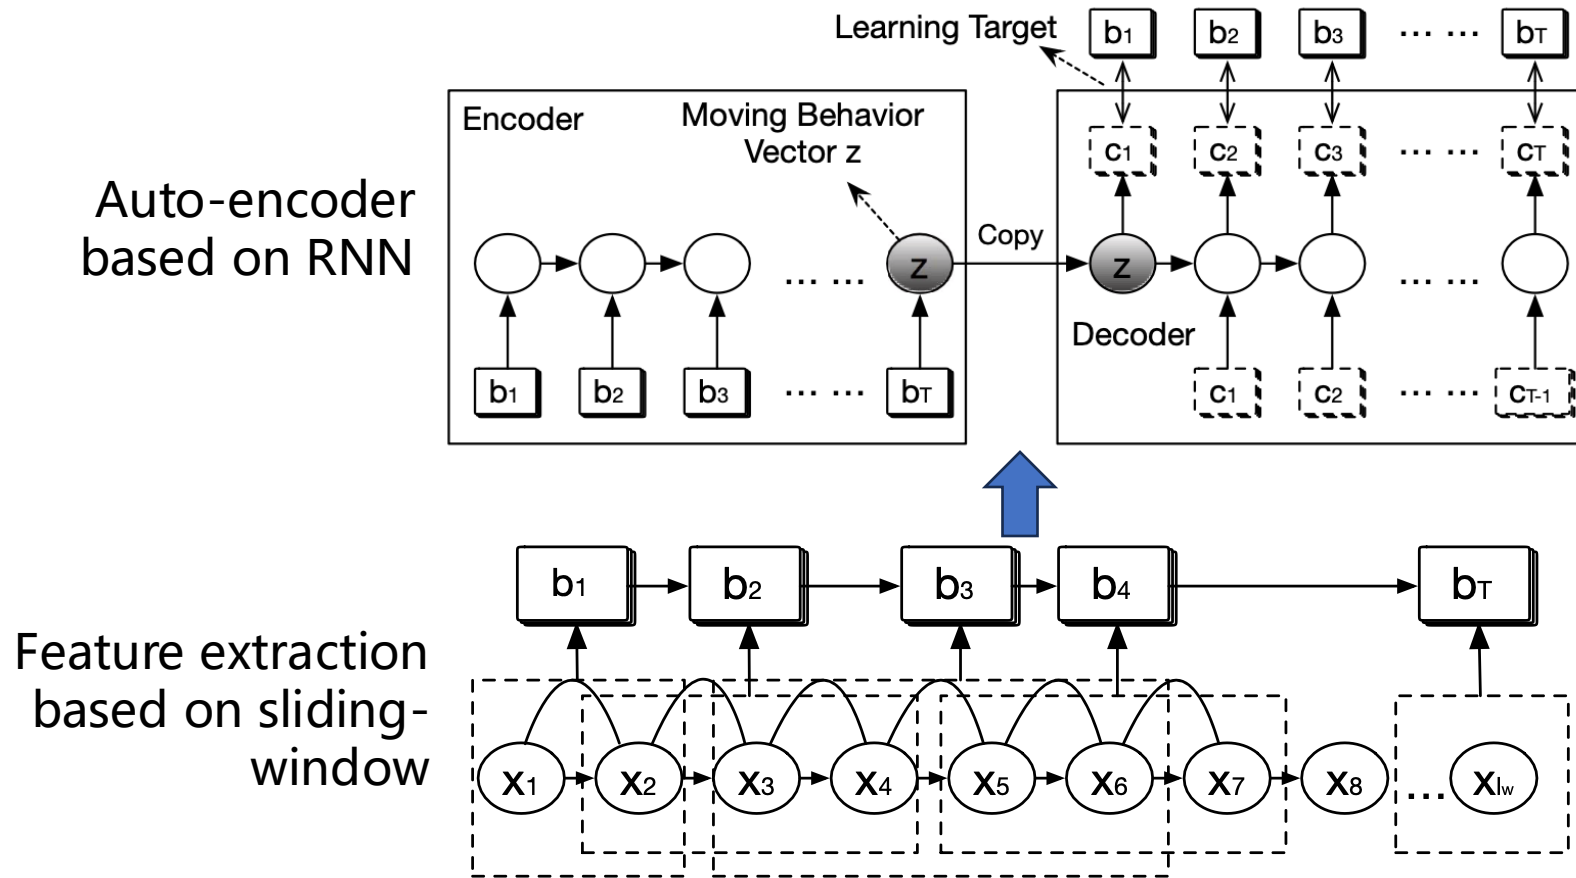 Learning Target
b1 b2 b3 ... ... bT
Encoder
Moving Behavior
Vector z
c1 c2 c3 ... ... cT
Auto-encoder
based on RNN
Copy
... ... z z ... ...
Decoder
b1 b2 b3 ... ... bT
c1 c2 ... ... cT-1
b1 b2 b3 b4 bT
Feature extraction
based on sliding-
window
x1 x2 x3 x4 x5 x6 x7 x8 ... xlw